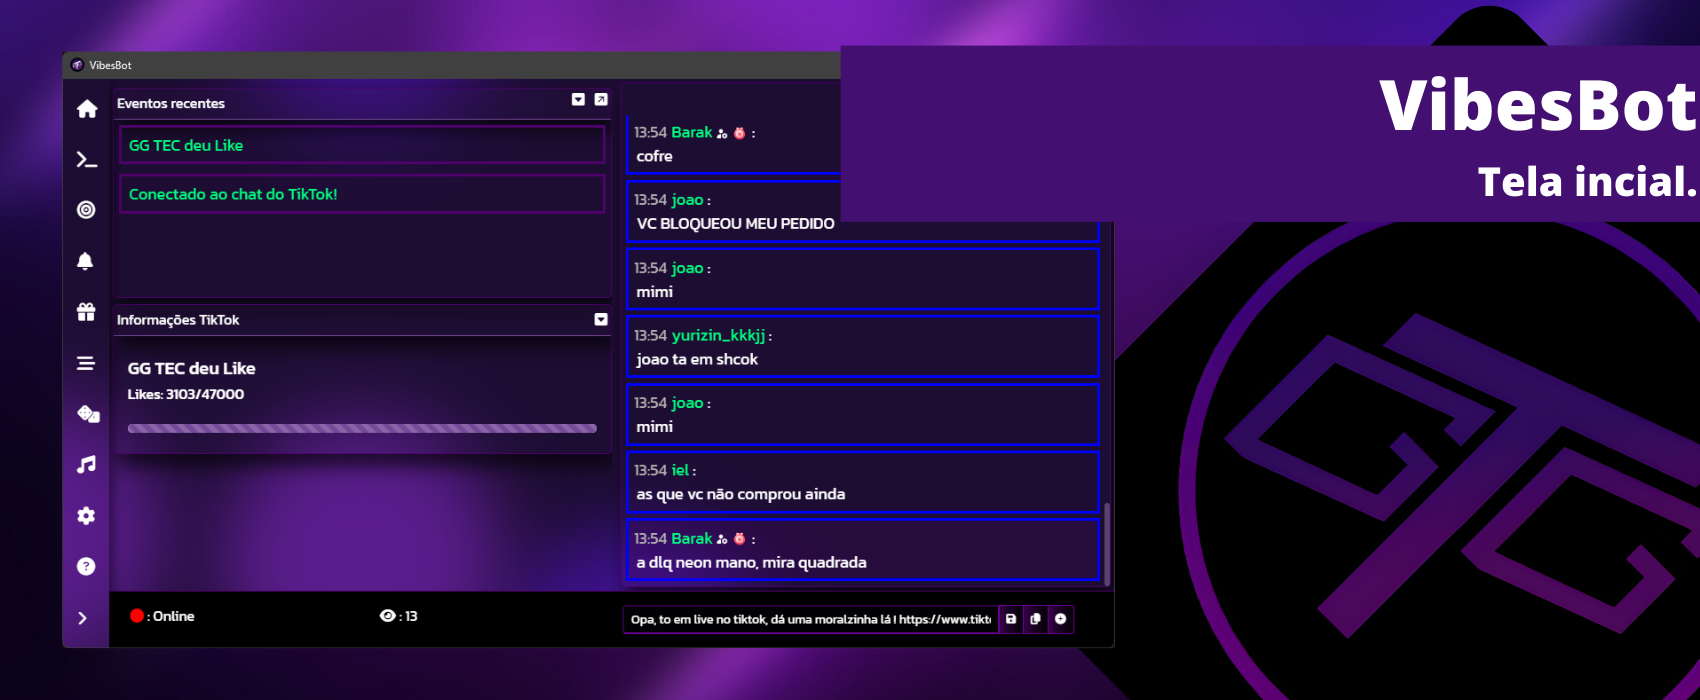 VibesBot
Eventos recentes
GG TEC deu Like
Conectado ao chat do TikTok!
Informações TikTok
GG TEC deu Like
Likes: 3103/47000
13:54 Barak :
cofre
13:54 joao :
VC BLOQUEOU MEU PEDIDO
13:54 joao :
mimi
13:54 yurizin_kkkjj :
joao ta em shcok
13:54 joao :
mimi
13:54 iel :
as que vc não comprou ainda
13:54 Barak :
a dlq neon mano, mira quadrada
: Online
: 13
Opa, to em live no tiktok, dá uma moralzinha lá ! https://www.tikt
VibesBot
Tela incial.